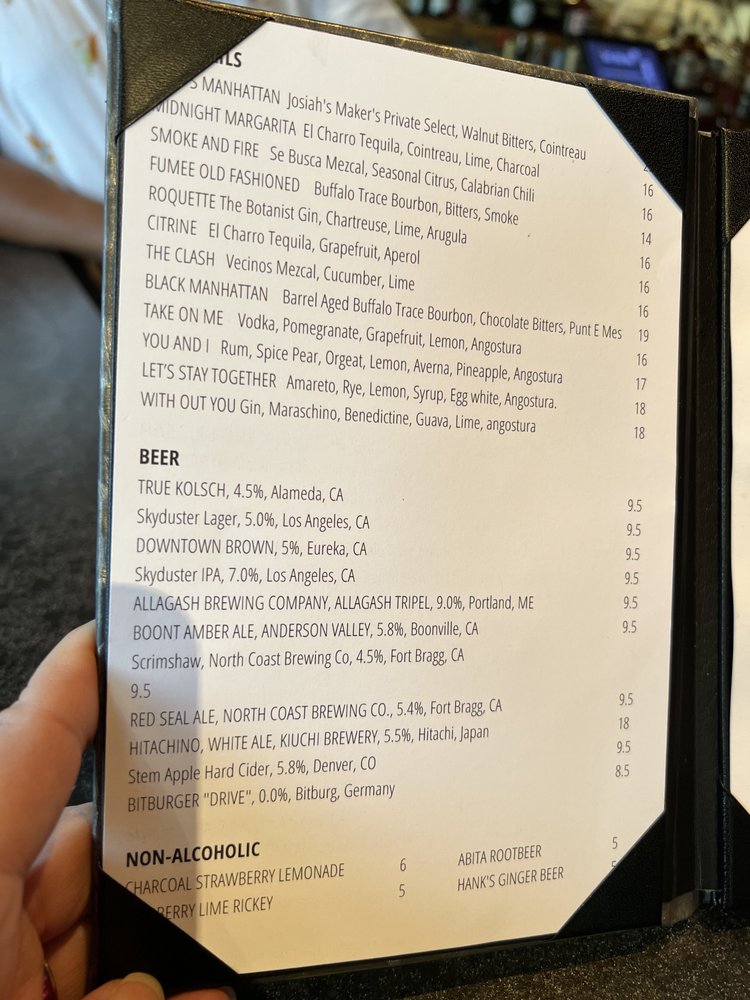 MANHATTAN Josiah's Maker's Private Select, Walnut Bitters, Cointreau
MIDNIGHT MARGARITA El Charro Tequila, Cointreau, Lime, Charcoal 16
SMOKE AND FIRE Se Busca Mezcal, Seasonal Citrus, Calabrian Chili 16
FUMEE OLD FASHIONED Buffalo Trace Bourbon, Bitters, Smoke 14
ROQUETTE The Botanist Gin, Chartreuse, Lime, Arugula 16
CITRINE El Charro Tequila, Grapefruit, Aperol 16
THE CLASH Vecinos Mezcal, Cucumber, Lime 16
BLACK MANHATTAN Barrel Aged Buffalo Trace Bourbon, Chocolate Bitters, Punt E Mes 19
TAKE ON ME Vodka, Pomegranate, Grapefruit, Lemon, Angostura 16
YOU AND I Rum, Spice Pear, Orgeat, Lemon, Averna, Pineapple, Angostura 17
LET'S STAY TOGETHER Amareto, Rye, Lemon, Syrup, Egg white, Angostura. 18
WITH OUT YOU Gin, Maraschino, Benedictine, Guava, Lime, angostura 18
BEER
TRUE KOLSCH, 4.5%, Alameda, CA 9.5
Skyduster Lager, 5.0%, Los Angeles, CA 9.5
DOWNTOWN BROWN, 5%, Eureka, CA 9.5
Skyduster IPA, 7.0%, Los Angeles, CA 9.5
ALLAGASH BREWING COMPANY, ALLAGASH TRIPEL, 9.0%, Portland, ME 9.5
BOONT AMBER ALE, ANDERSON VALLEY, 5.8%, Boonville, CA 9.5
Scrimshaw, North Coast Brewing Co, 4.5%, Fort Bragg, CA
9.5
RED SEAL ALE, NORTH COAST BREWING CO., 5.4%, Fort Bragg, CA 9.5
HITACHINO, WHITE ALE, KIUCHI BREWERY, 5.5%, Hitachi, Japan 18
Stem Apple Hard Cider, 5.8%, Denver, CO 9.5
BITBURGER "DRIVE", 0.0%, Bitburg, Germany 8.5
NON-ALCOHOLIC
CHARCOAL STRAWBERRY LEMONADE 6 ABITA ROOTBEER 5
LIME RICKEY 5 HANK'S GINGER BEER